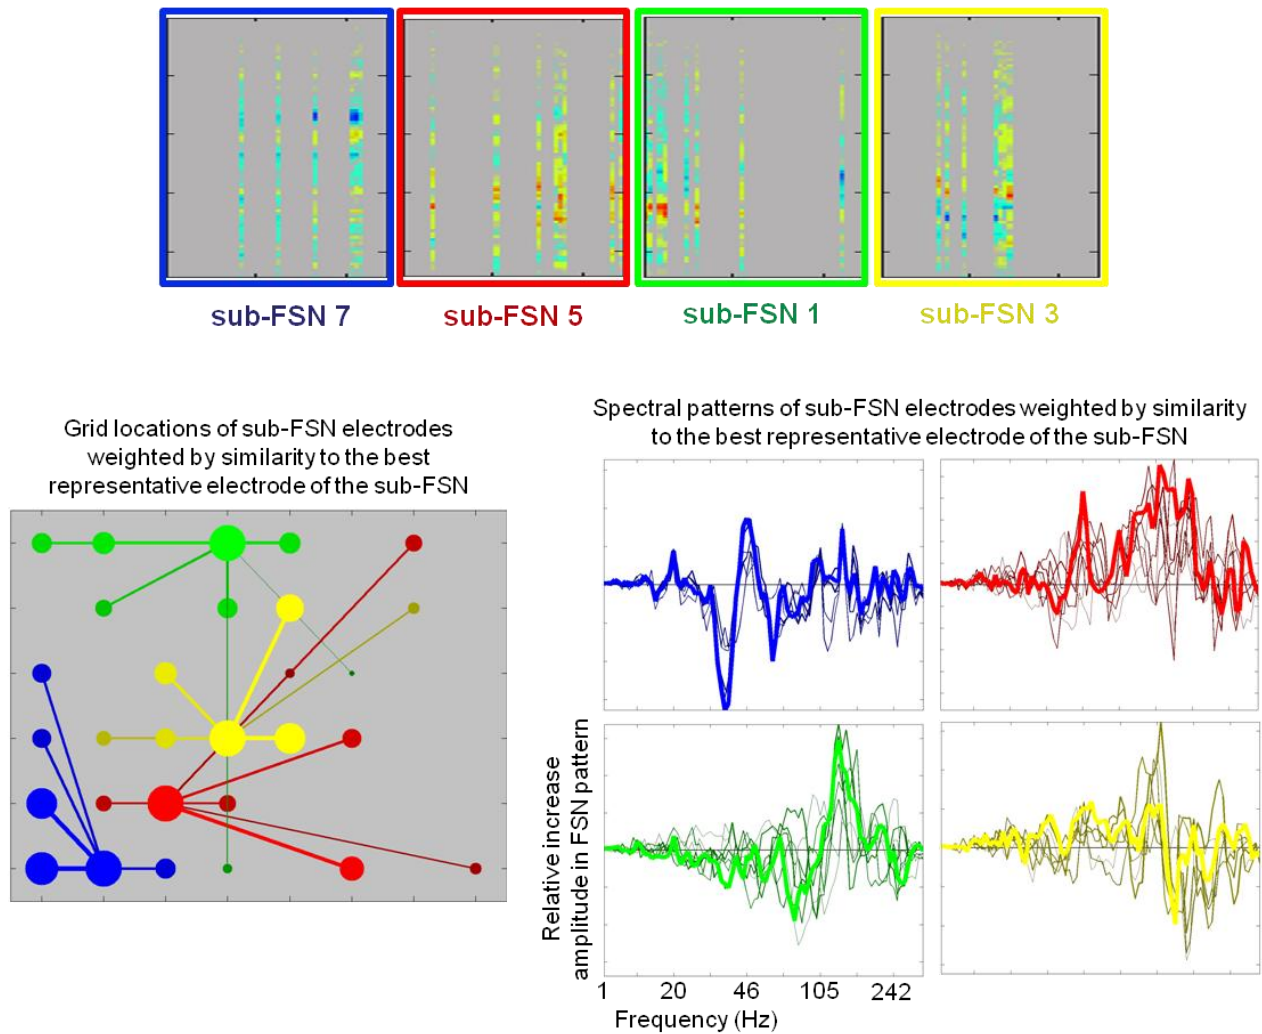 sub-FSN 7
sub-FSN 5
sub-FSN 1
sub-FSN 3
Grid locations of sub-FSN electrodes
weighted by similarity to the best
representative electrode of the sub-FSN
Spectral patterns of sub-FSN electrodes weighted by similarity
to the best representative electrode of the sub-FSN
Relative increase
amplitude in FSN pattern
1 20 46 105 242
Frequency (Hz)